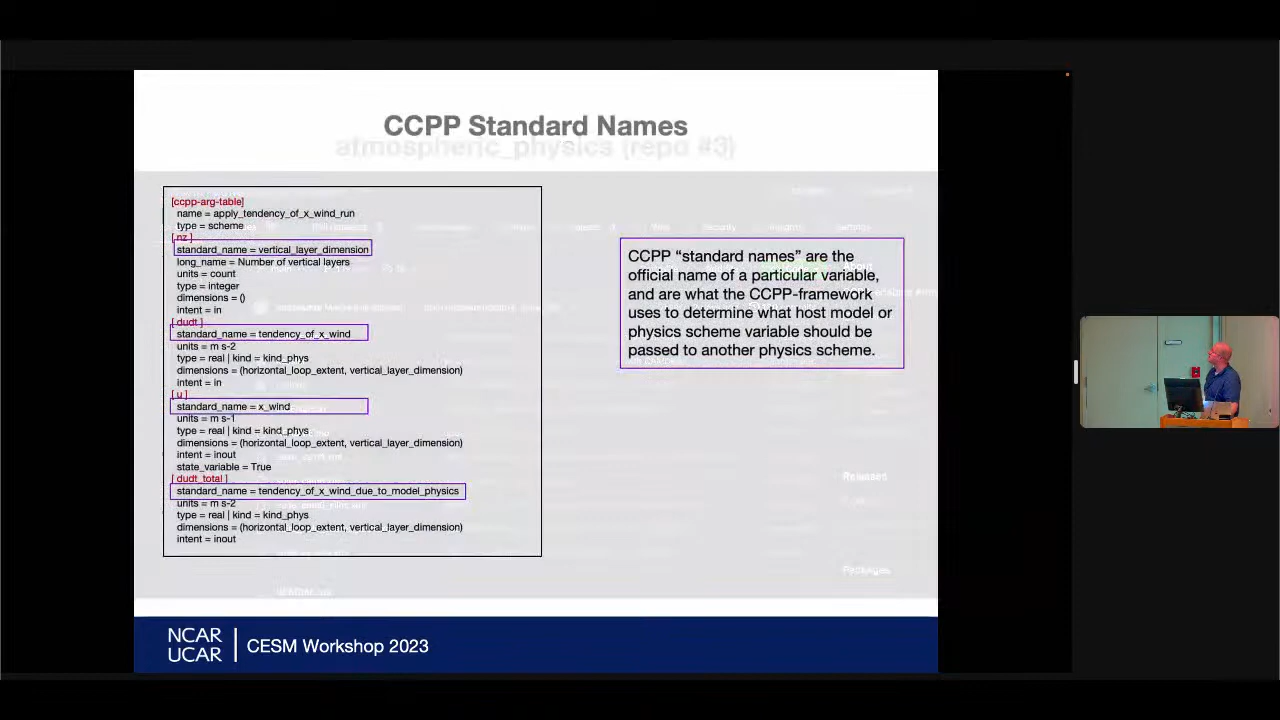 CCPP Standard Names
atmospheric_physics (repo #3)
[ccpp-arg-table]
name = apply_tendency_of_x_wind_run
type = scheme
[ nz ]
standard_name = vertical_layer_dimension
long_name = Number of vertical layers
units = count
type = integer
dimensions = ()
intent = in
[ dudt ]
standard_name = tendency_of_x_wind
units = m s-2
type = real | kind = kind_phys
dimensions = (horizontal_loop_extent, vertical_layer_dimension)
intent = in
[ u ]
standard_name = x_wind
units = m s-1
type = real | kind = kind_phys
dimensions = (horizontal_loop_extent, vertical_layer_dimension)
intent = inout
state_variable = True
[ dudt_total ]
standard_name = tendency_of_x_wind_due_to_model_physics
units = m s-2
type = real | kind = kind_phys
dimensions = (horizontal_loop_extent, vertical_layer_dimension)
intent = inout
CCPP “standard names” are the
official name of a particular variable,
and are what the CCPP-framework
uses to determine what host model or
physics scheme variable should be
passed to another physics scheme.
Releases
Packages
NCAR
UCAR
CESM Workshop 2023